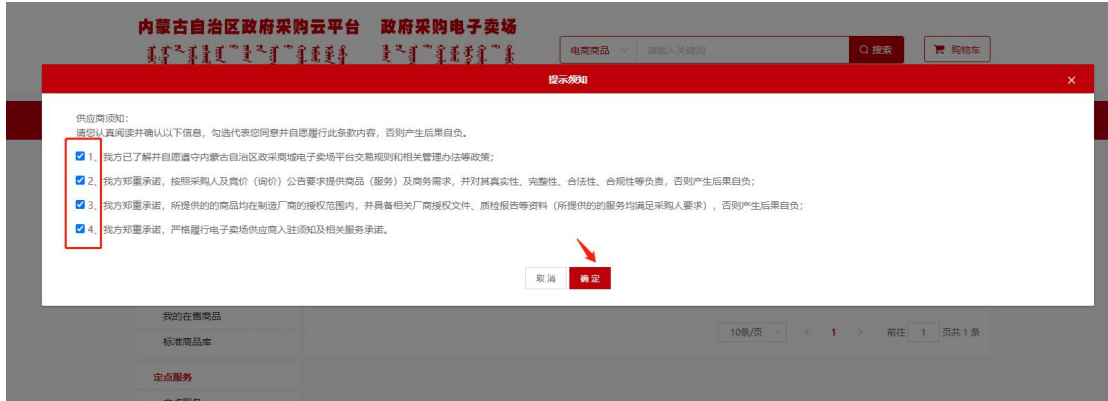 内蒙古自治区政府采购云平台 政府采购电子卖场
电商商品 请输入关键词 搜索 购物车
提示须知
供应商须知：
请您认真阅读并确认以下信息，勾选代表您同意并自愿履行此条款内容，否则产生后果自负。
1、我方已了解并自愿遵守内蒙古自治区政采商城电子卖场平台交易规则和相关管理办法等政策；
2、我方郑重承诺，按照采购人及竞价（询价）公告要求提供商品（服务）及商务需求，并对其真实性、完整性、合法性、合规性等负责，否则产生后果自负；
3、我方郑重承诺，所提供的的商品均在制造厂商的授权范围内，并具备相关厂商授权文件、质检报告等资料（所提供的的服务均满足采购人要求），否则产生后果自负；
4、我方郑重承诺，严格履行电子卖场供应商入驻须知及相关服务承诺。
取消 确定
我的在售商品
10条/页 < 1 > 前往 1 页共 1 条
标准商品库
定点服务